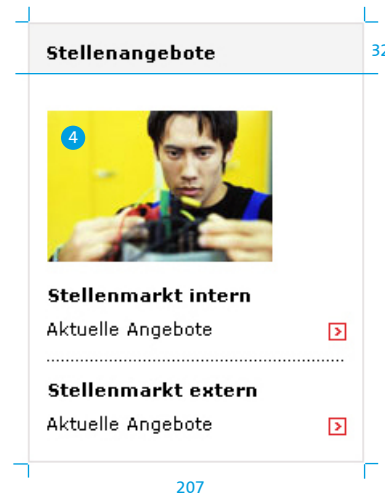 Stellenangebote
32
4
Stellenmarkt intern
Aktuelle Angebote
Stellenmarkt extern
Aktuelle Angebote
207